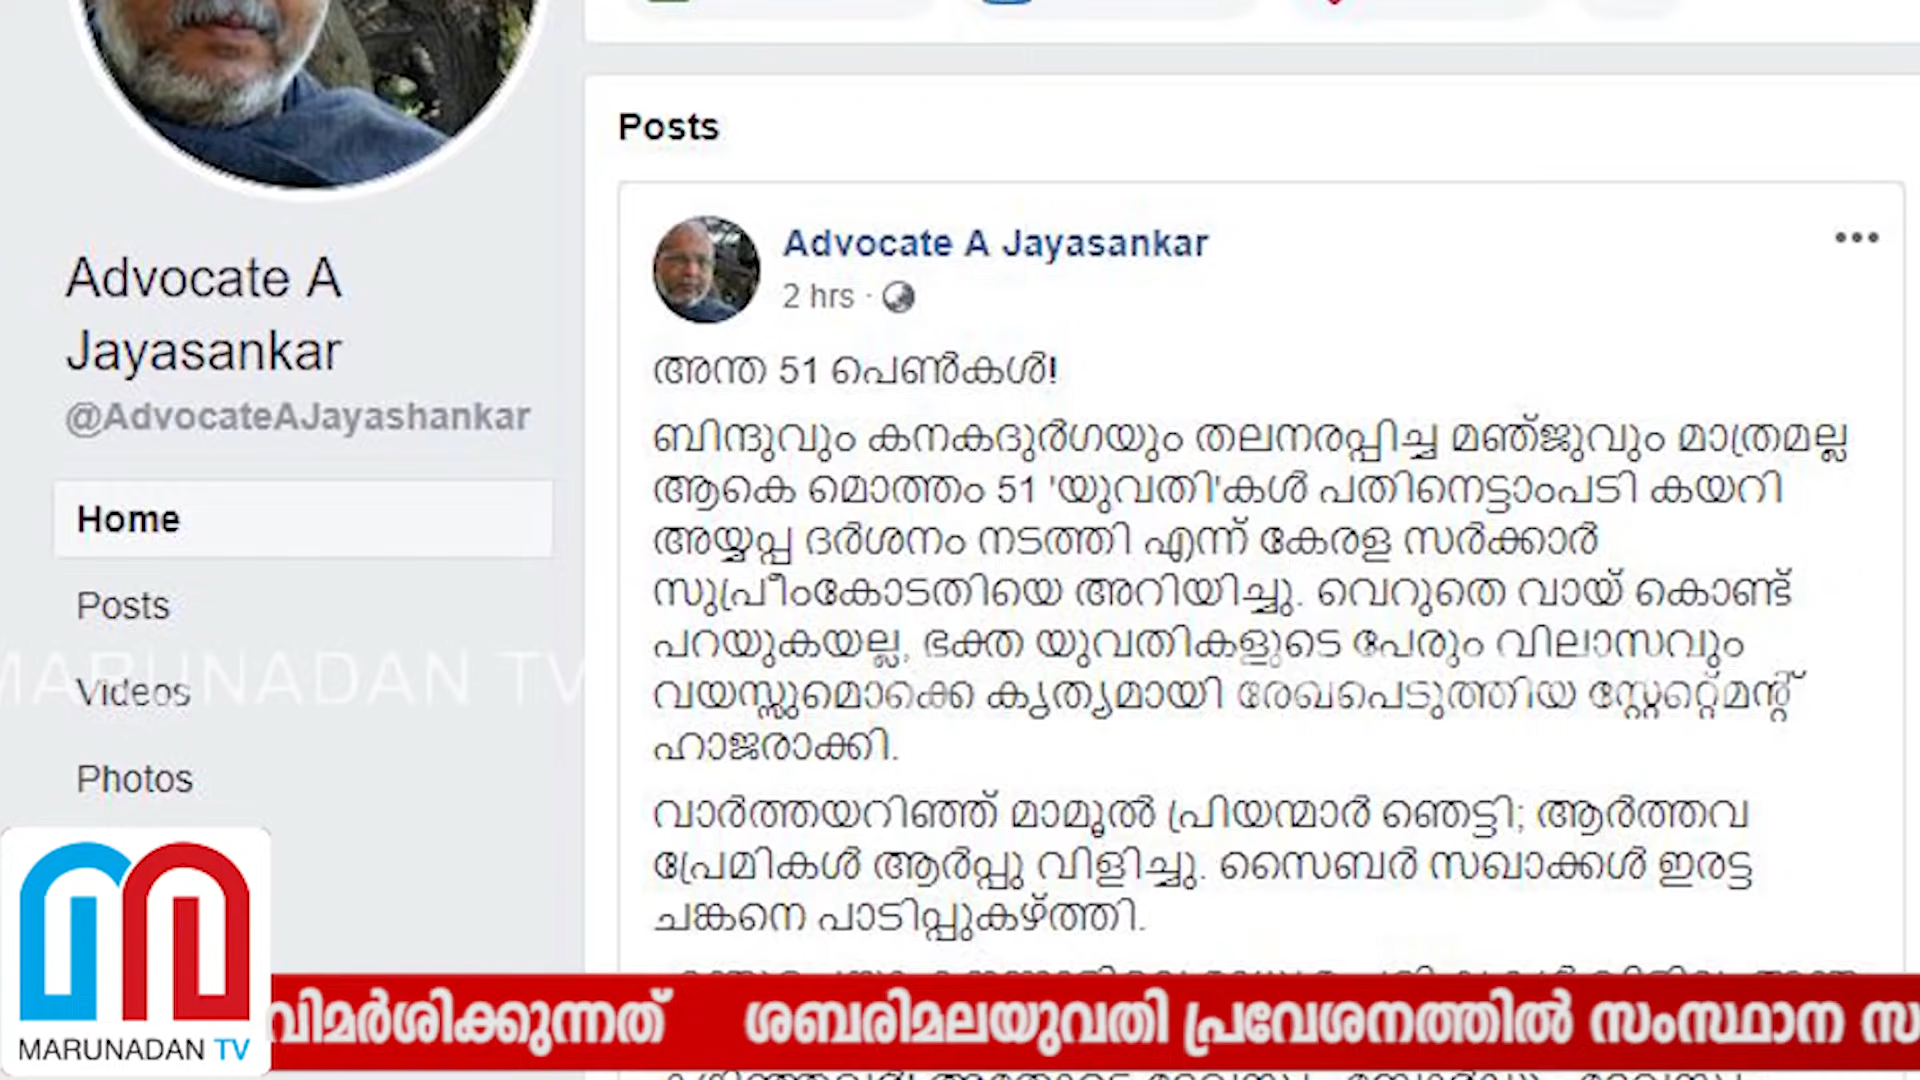 Advocate A
Jayasankar
@AdvocateAJayashankar
Home
Posts
Videos
Photos
MARUNADAN TV
Posts
Advocate A Jayasankar
2 hrs ·
അന്ത 51 പെൺകൾ!
ബിന്ദുവും കനകദുർഗയും തലനരപ്പിച്ച മഞ്ജുവും മാത്രമല്ല
ആകെ മൊത്തം 51 'യുവതി'കൾ പതിനെട്ടാംപടി കയറി
അയ്യപ്പ ദർശനം നടത്തി എന്ന് കേരള സർക്കാർ
സുപ്രീംകോടതിയെ അറിയിച്ചു. വെറുതെ വായ് കൊണ്ട്
പറയുകയല്ല, ഭക്ത യുവതികളുടെ പേരും വിലാസവും
വയസ്സുമൊക്കെ കൃത്യമായി രേഖപെടുത്തിയ സ്റ്റേറ്റ്മെന്റ്
ഹാജരാക്കി.
വാർത്തയറിഞ്ഞ് മാമൂൽ പ്രിയന്മാർ ഞെട്ടി; ആർത്തവ
പ്രേമികൾ ആർപ്പു വിളിച്ചു. സൈബർ സഖാക്കൾ ഇരട്ട
ചങ്കനെ പാടിപ്പുകഴ്ത്തി.
MARUNADAN TV
വിമർശിക്കുന്നത് ശബരിമലയുവതി പ്രവേശനത്തിൽ സംസ്ഥാന സ